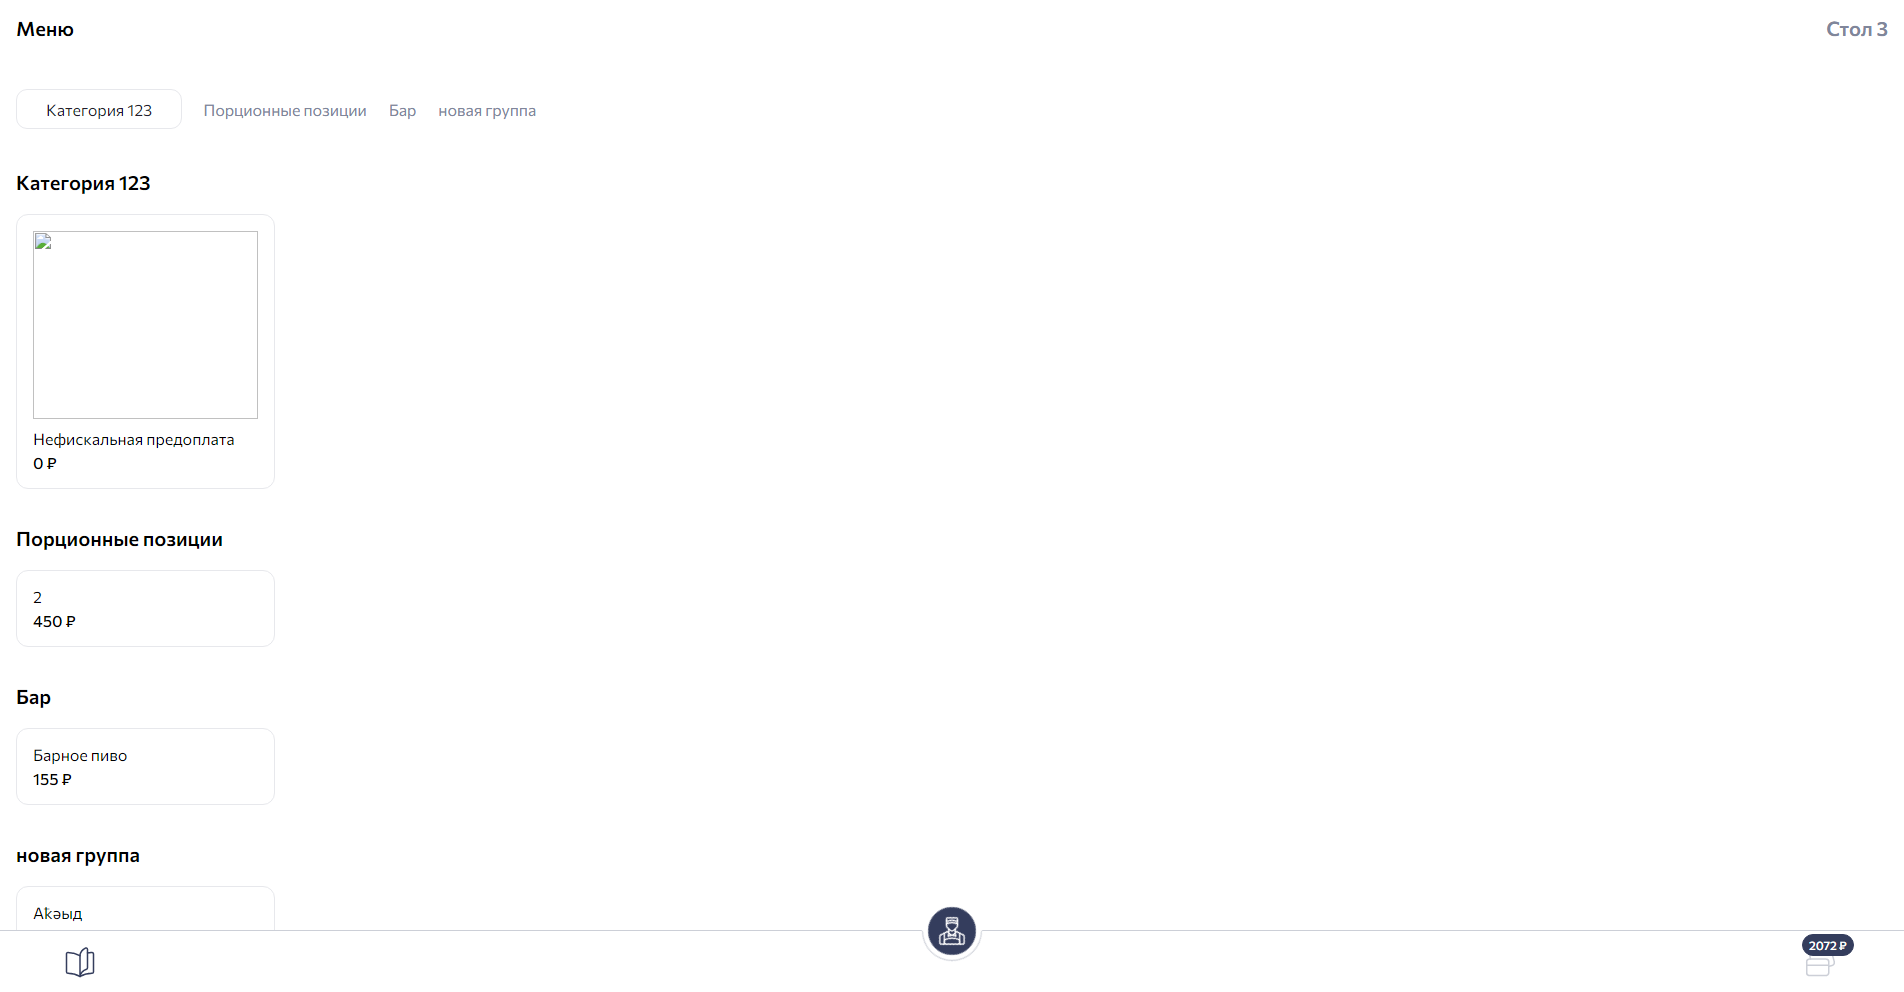 Меню
Стол 3
Категория 123
Порционные позиции
Бар
новая группа
Категория 123
Нефискальная предоплата
0 ₽
Порционные позиции
2
450 ₽
Бар
Барное пиво
155 ₽
новая группа
Аҟәыд
2072 ₽